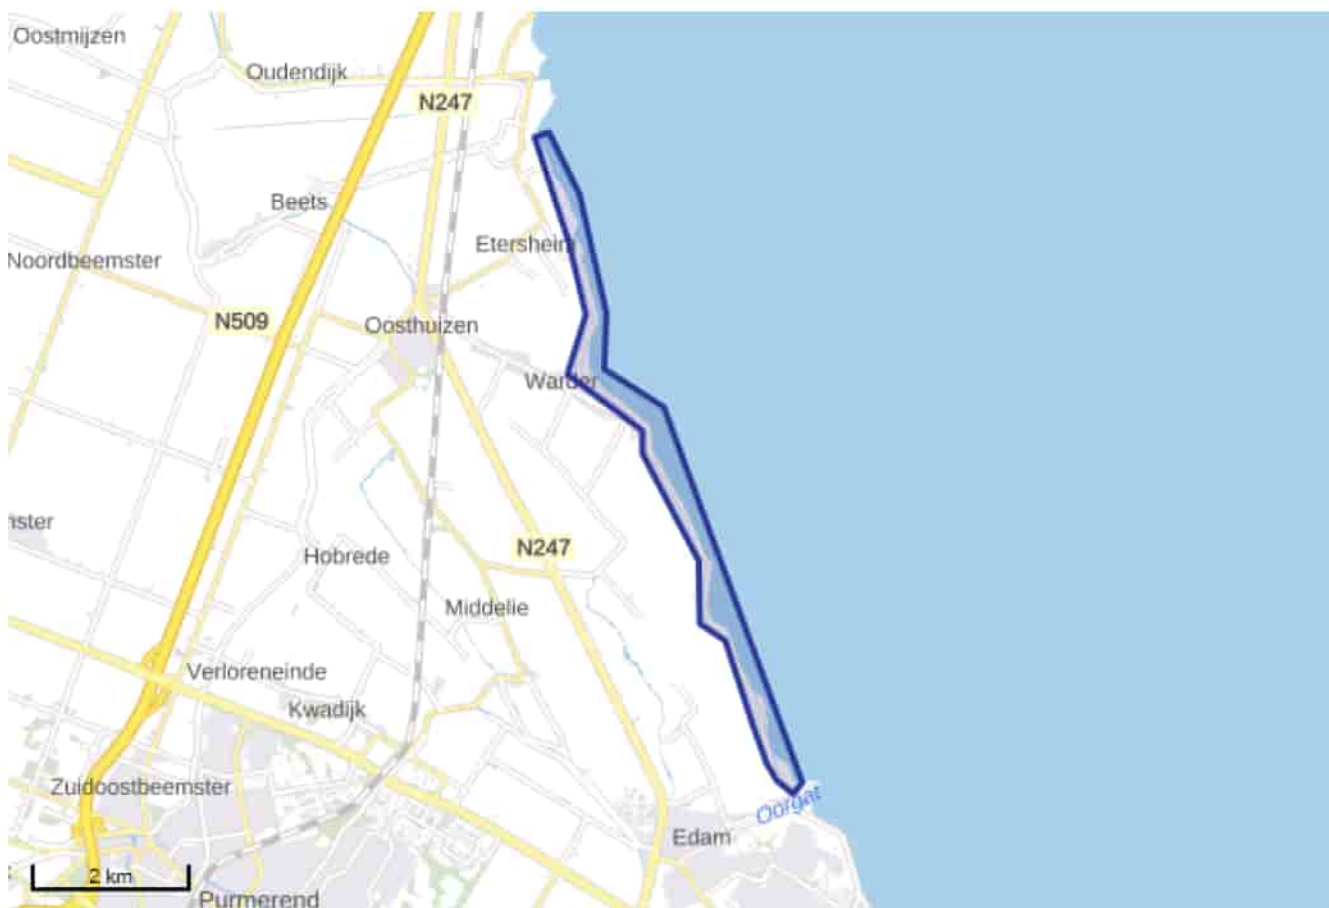 Oostmijzen
Oudendijk
N247
Beets
Etersheim
Noordbeemster
N509
Oosthuizen
Warder
nster
Hobrede
N247
Middelie
Verloreneinde
Kwadijk
Zuidoostbeemster
Oorgat
Edam
2 km
Purmerend